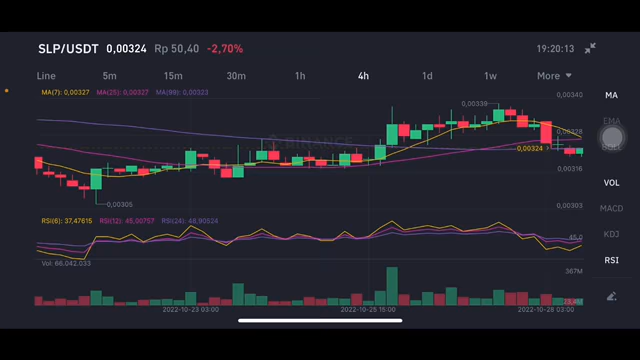 SLP/USDT 0,00324 Rp 50,40 -2,70% 19:20:13
Line 5m 15m 30m 1h 4h 1d 1w More
MA(7): 0,00327 MA(25): 0,00327 MA(99): 0,00323
0,00340
0,00339
MA
EMA
0,00328
BINANCE
0,00324
0,00316
VOL
0,00305
0,00303
MACD
RSI(6): 37,47615 RSI(12): 45,00757 RSI(24): 48,90524
KDJ
45,0
Vol: 66.042,033
RSI
367M
2022-10-23 03:00 2022-10-25 15:00 2022-10-28 03:00